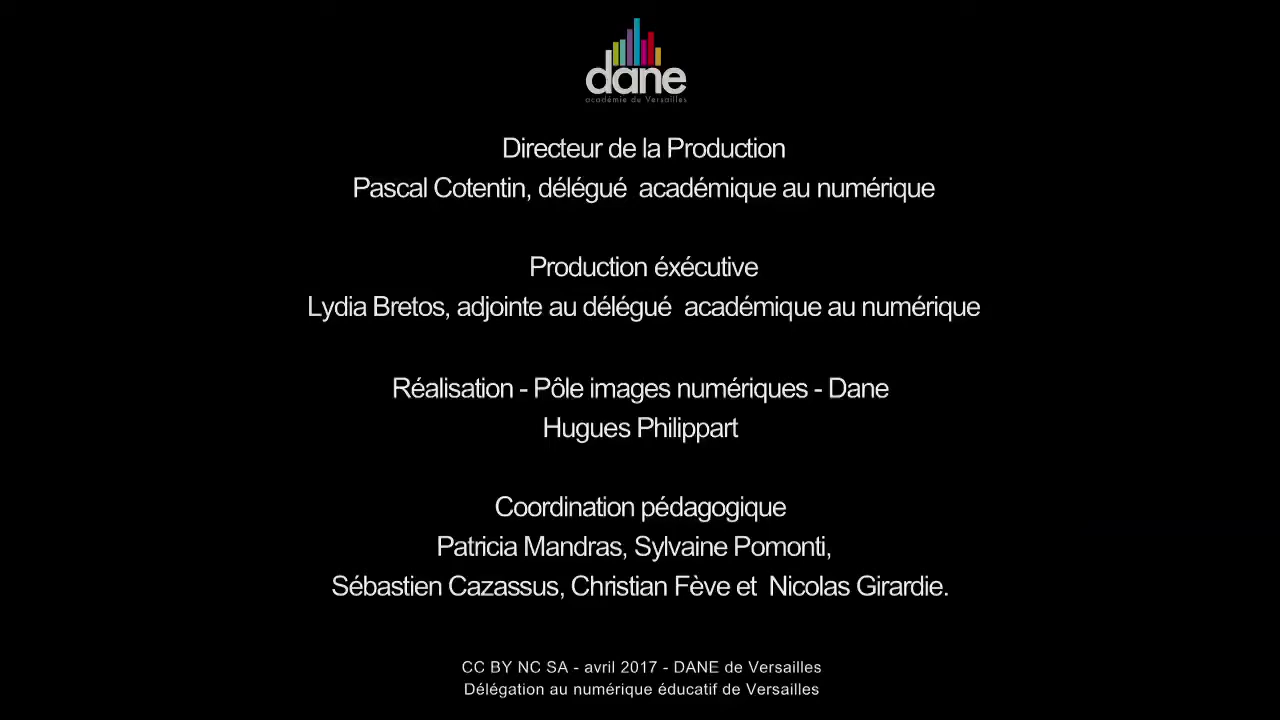 dane
académie de Versailles
Directeur de la Production
Pascal Cotentin, délégué  académique au numérique
Production éxécutive
Lydia Bretos, adjointe au délégué  académique au numérique
Réalisation - Pôle images numériques - Dane
Hugues Philippart
Coordination pédagogique
Patricia Mandras, Sylvaine Pomonti,
Sébastien Cazassus, Christian Fève et  Nicolas Girardie.
CC BY NC SA - avril 2017 - DANE de Versailles
Délégation au numérique éducatif de Versailles